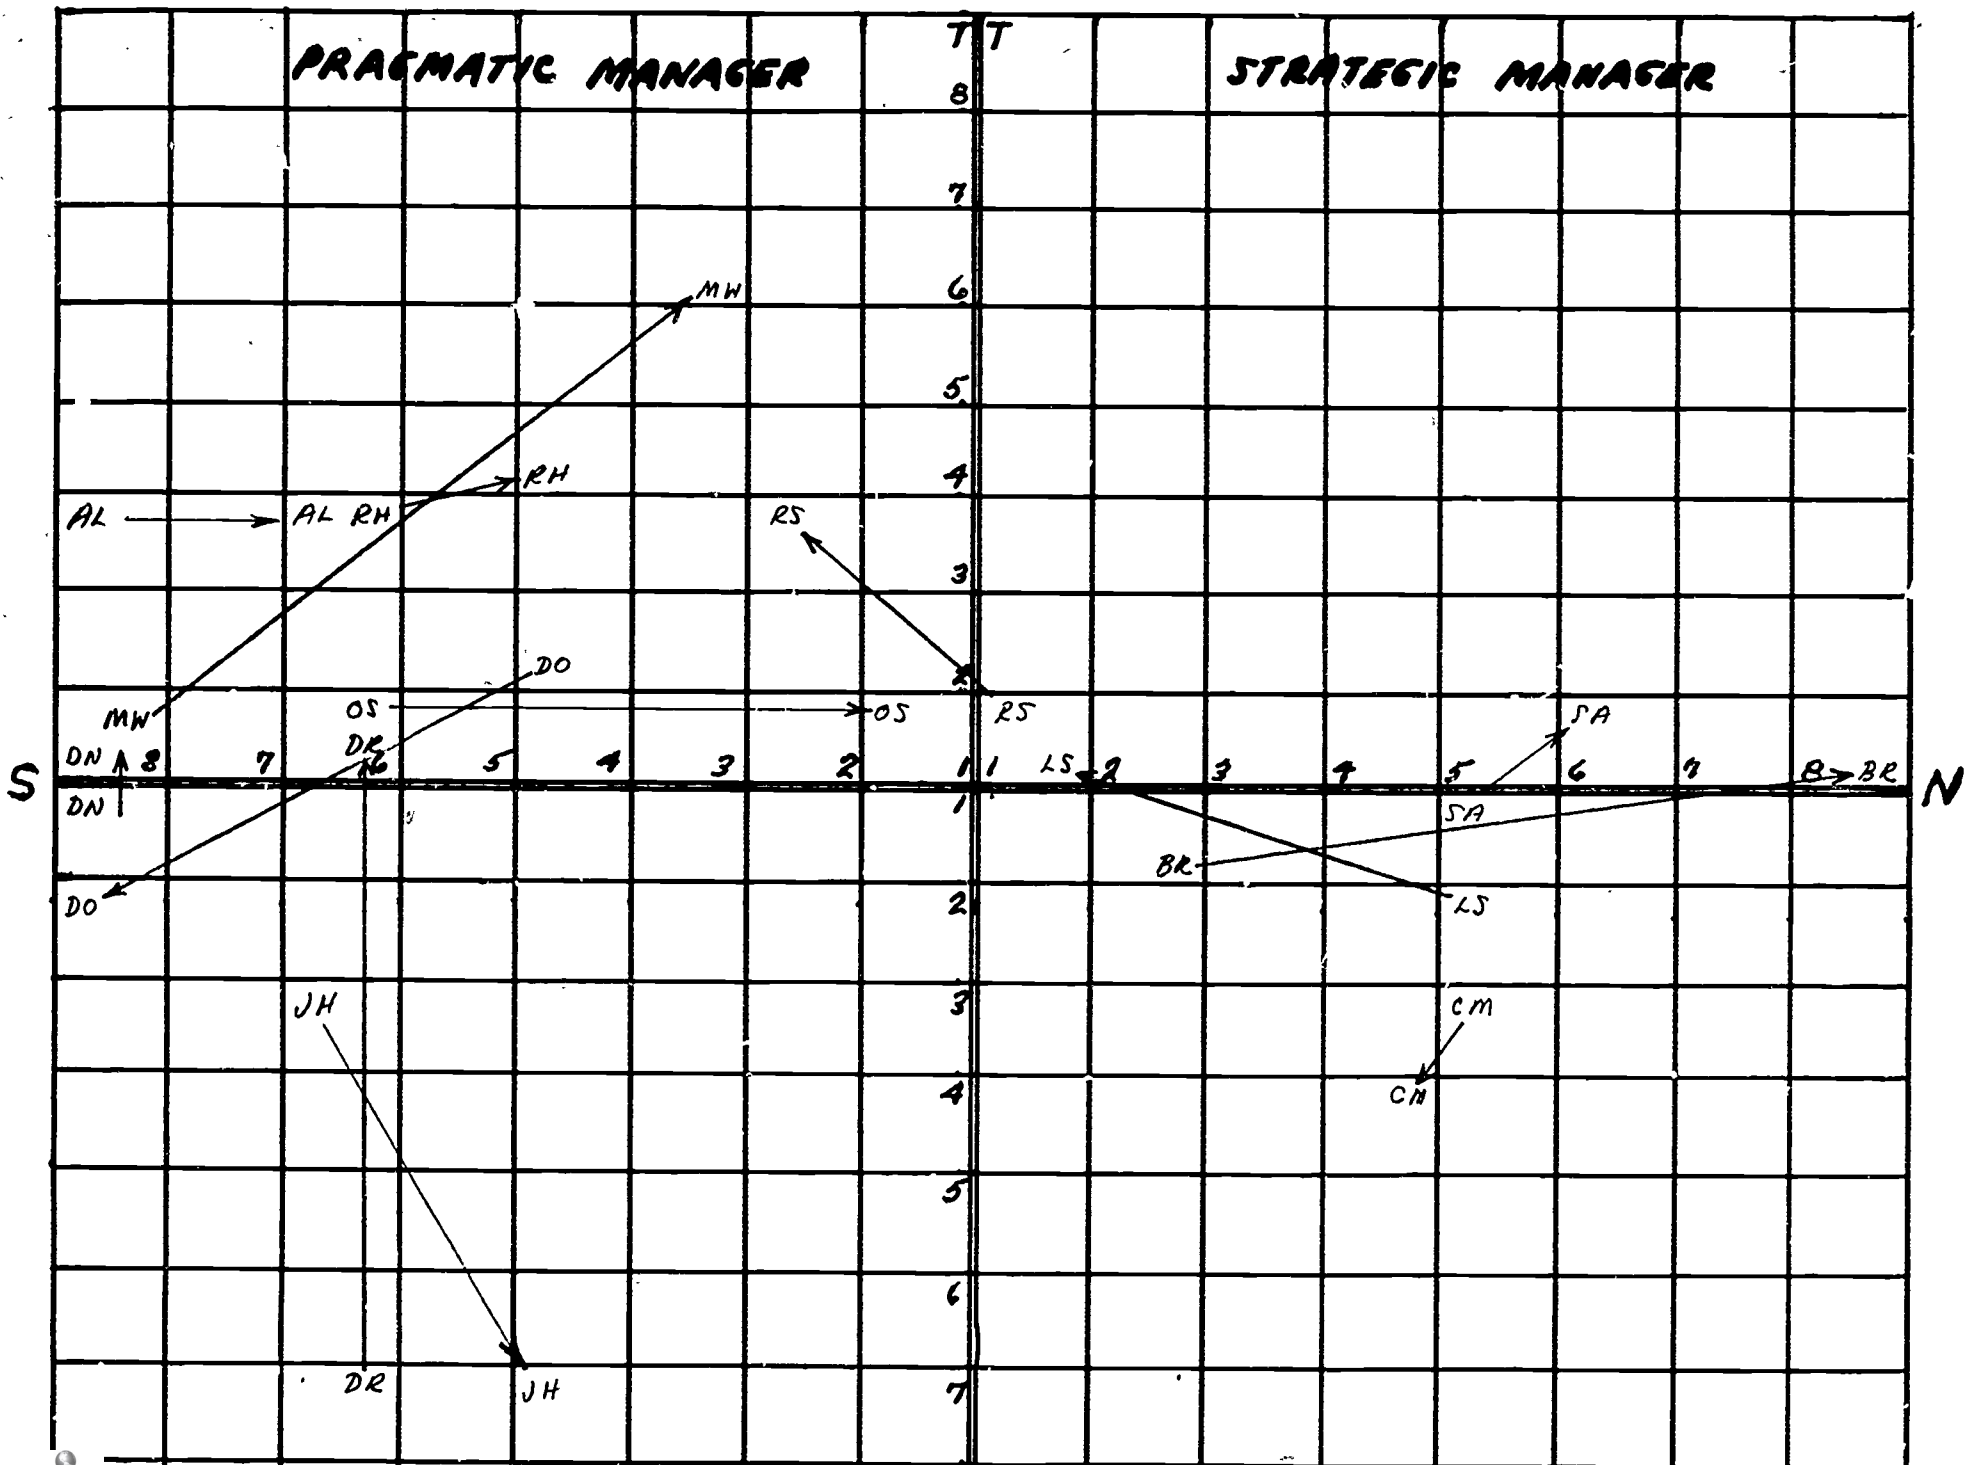 T T
PRAGMATIC MANAGER STRATEGIC MANAGER
8
7
6
MW
5
4
RH
AL AL RH
RS
3
DO
2
MW OS OS RS SA
DR
DN 8 7 6 5 4 3 2 1 1 LS 2 3 4 5 6 7 8 BR
S N
DN 1 SA
BR
DO 2 LS
JH 3 CM
4 CM
5
6
DR JH 7